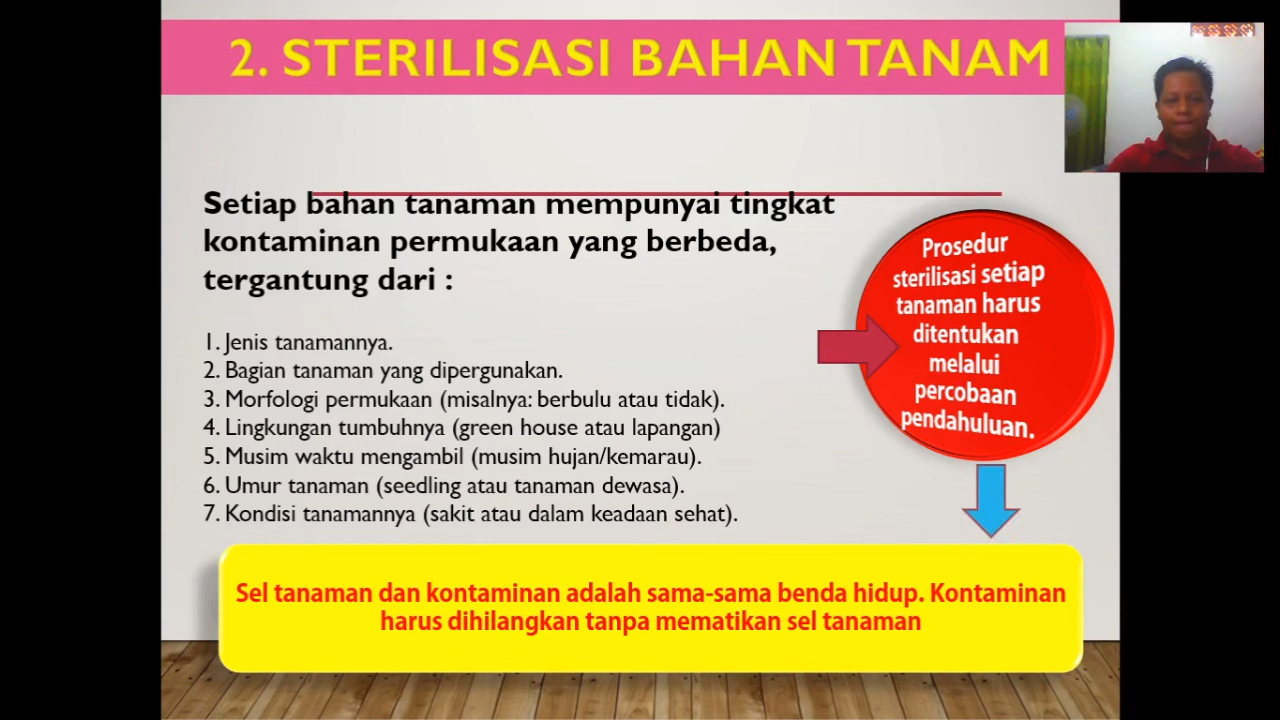 2. STERILISASI BAHAN TANAM
Setiap bahan tanaman mempunyai tingkat
kontaminan permukaan yang berbeda,
tergantung dari :
1. Jenis tanamannya.
2. Bagian tanaman yang dipergunakan.
3. Morfologi permukaan (misalnya: berbulu atau tidak).
4. Lingkungan tumbuhnya (green house atau lapangan)
5. Musim waktu mengambil (musim hujan/kemarau).
6. Umur tanaman (seedling atau tanaman dewasa).
7. Kondisi tanamannya (sakit atau dalam keadaan sehat).
Prosedur
sterilisasi setiap
tanaman harus
ditentukan
melalui
percobaan
pendahuluan.
Sel tanaman dan kontaminan adalah sama-sama benda hidup. Kontaminan
harus dihilangkan tanpa mematikan sel tanaman